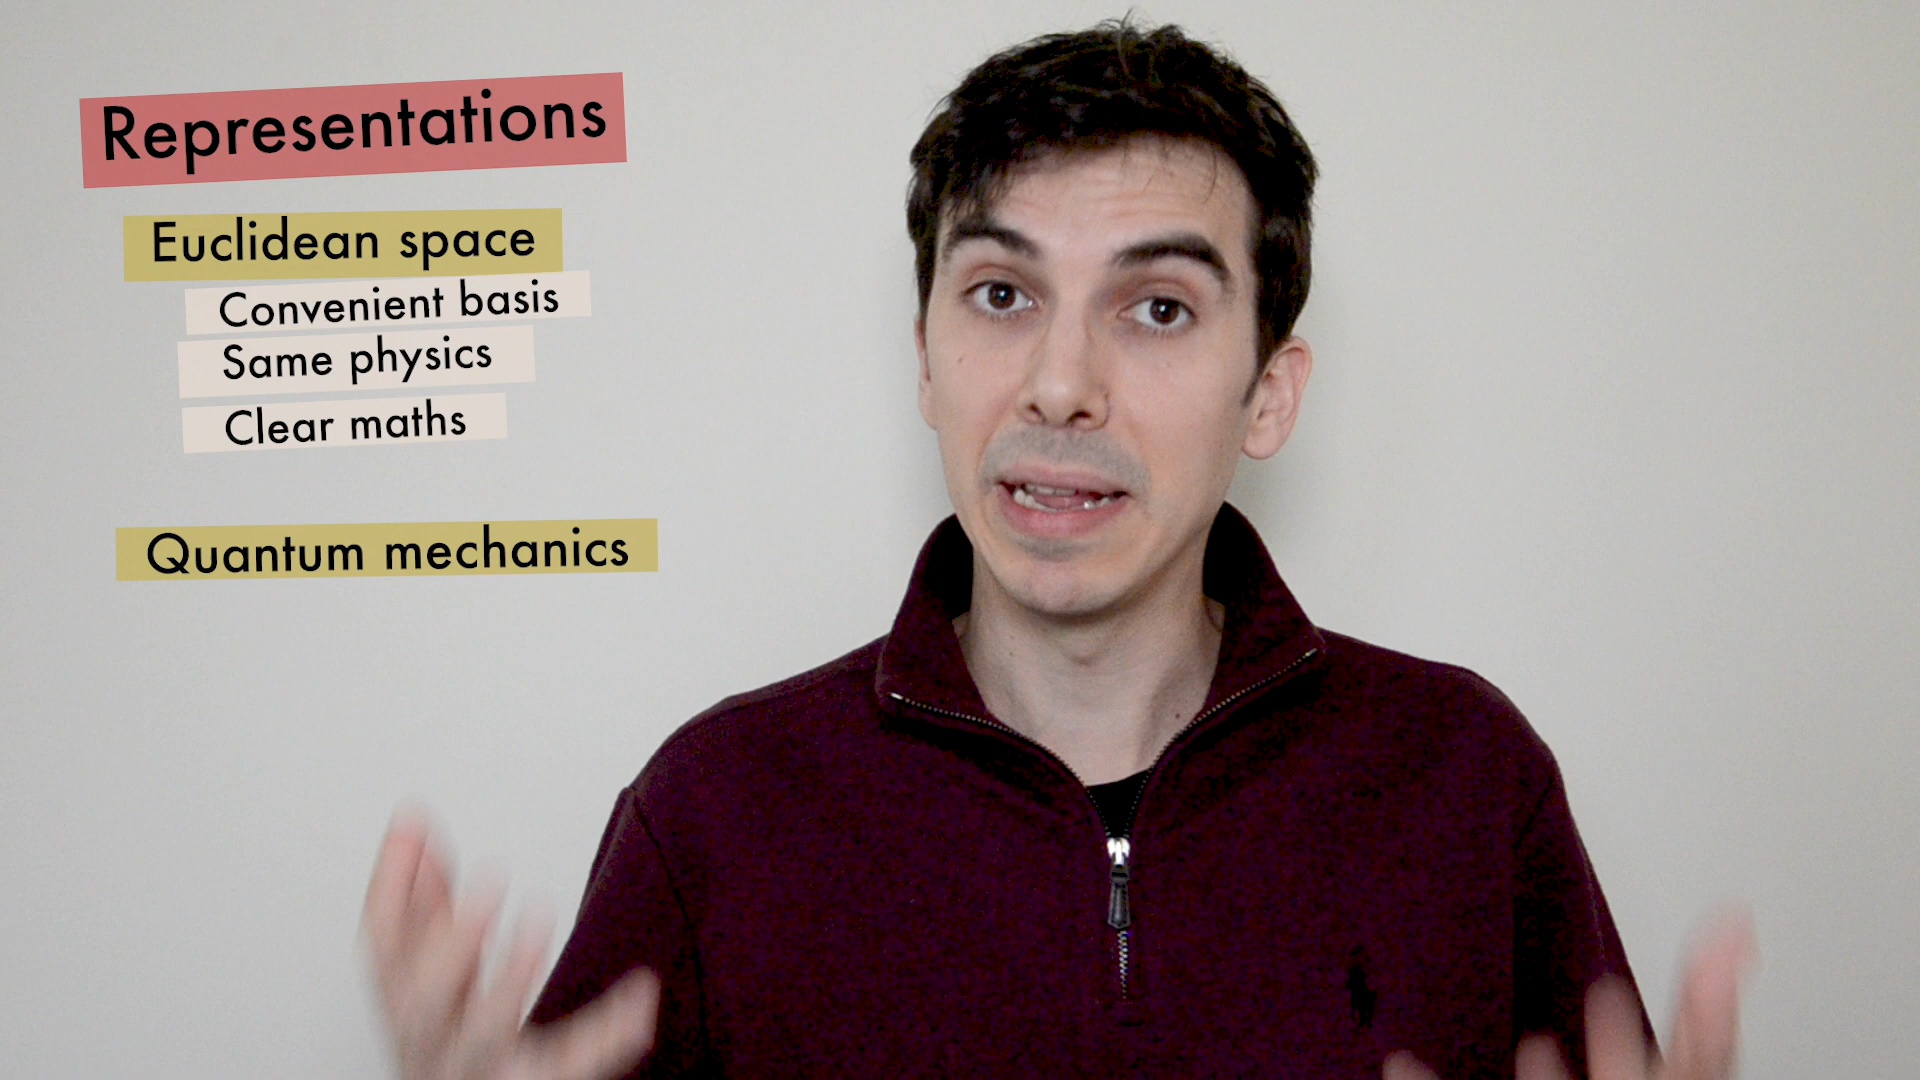 Representations
Euclidean space
Convenient basis
Same physics
Clear maths
Quantum mechanics